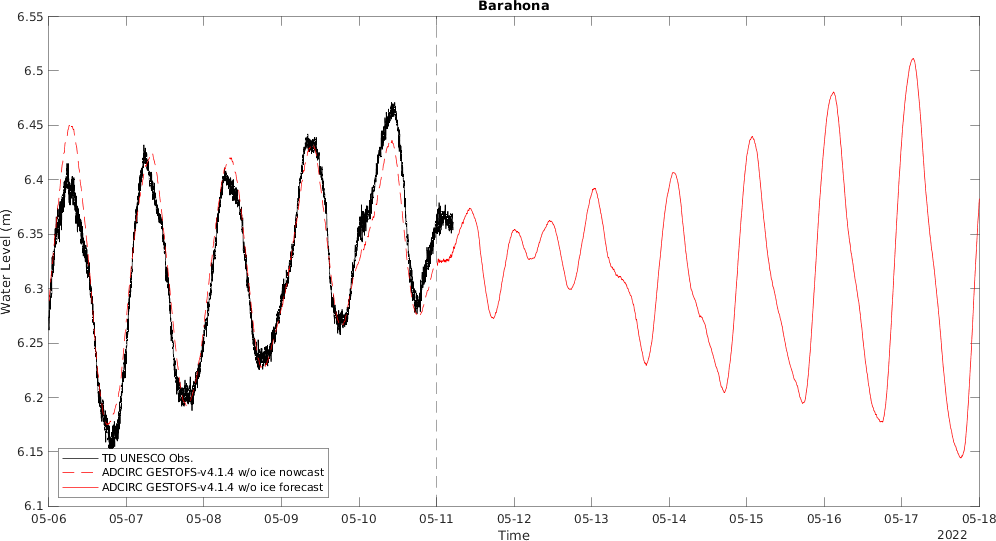 Barahona
Water Level (m)
6.55
6.5
6.45
6.4
6.35
6.3
6.25
6.2
6.15
6.1
TD UNESCO Obs.
ADCIRC GESTOFS-v4.1.4 w/o ice nowcast
ADCIRC GESTOFS-v4.1.4 w/o ice forecast
05-06 05-07 05-08 05-09 05-10 05-11 05-12 05-13 05-14 05-15 05-16 05-17 05-18
Time
2022